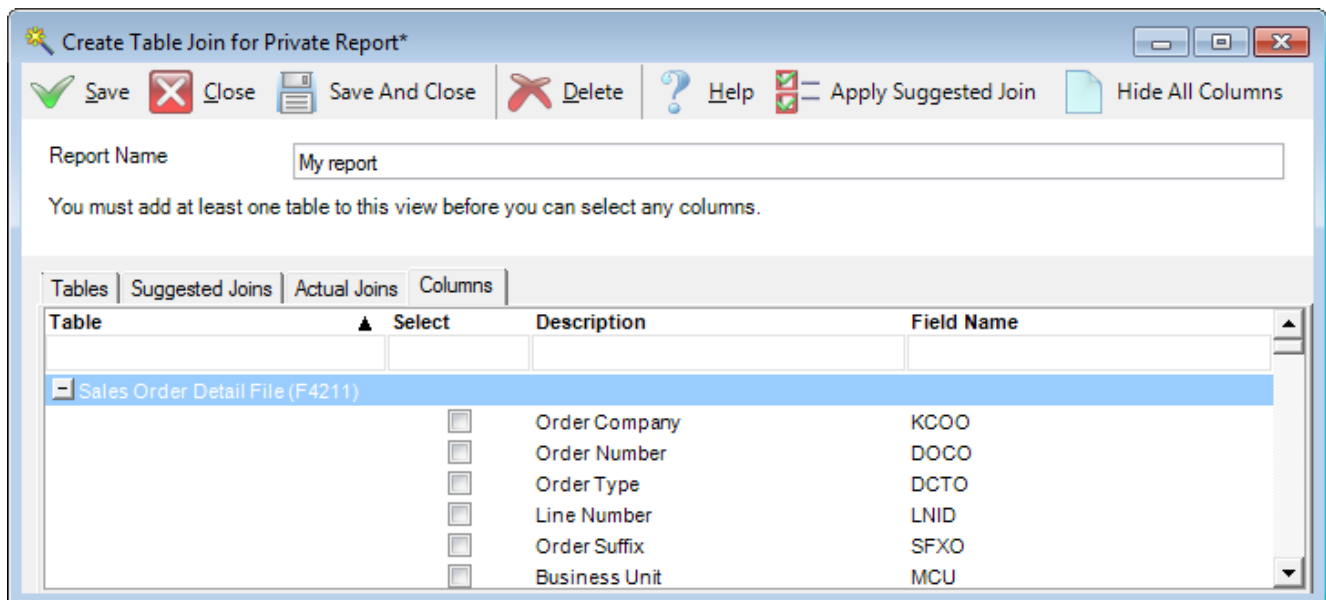 Create Table Join for Private Report*
Save Close Save And Close Delete Help Apply Suggested Join Hide All Columns
Report Name My report
You must add at least one table to this view before you can select any columns.
Tables Suggested Joins Actual Joins Columns
Table Select Description Field Name
Sales Order Detail File (F4211)
Order Company KCOO
Order Number DOCO
Order Type DCTO
Line Number LNID
Order Suffix SFXO
Business Unit MCU